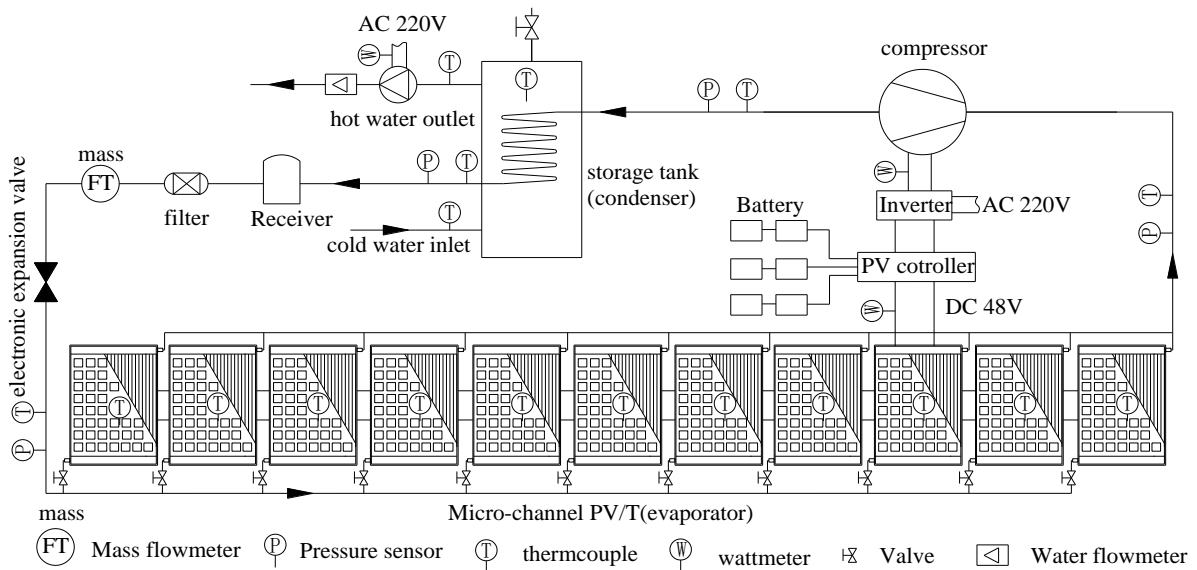 AC 220V
W
T
T
hot water outlet
compressor
P
T
mass
FT
filter
Receiver
P
T
storage tank
(condenser)
T
cold water inlet
W
Inverter
AC 220V
Battery
PV cotroller
W
DC 48V
T
P
electronic expansion valve
T
P
T
T
T
T
T
T
T
T
T
T
T
Micro-channel PV/T(evaporator)
mass
FT
Mass flowmeter
P
Pressure sensor
T
thermcouple
W
wattmeter
Valve
Water flowmeter